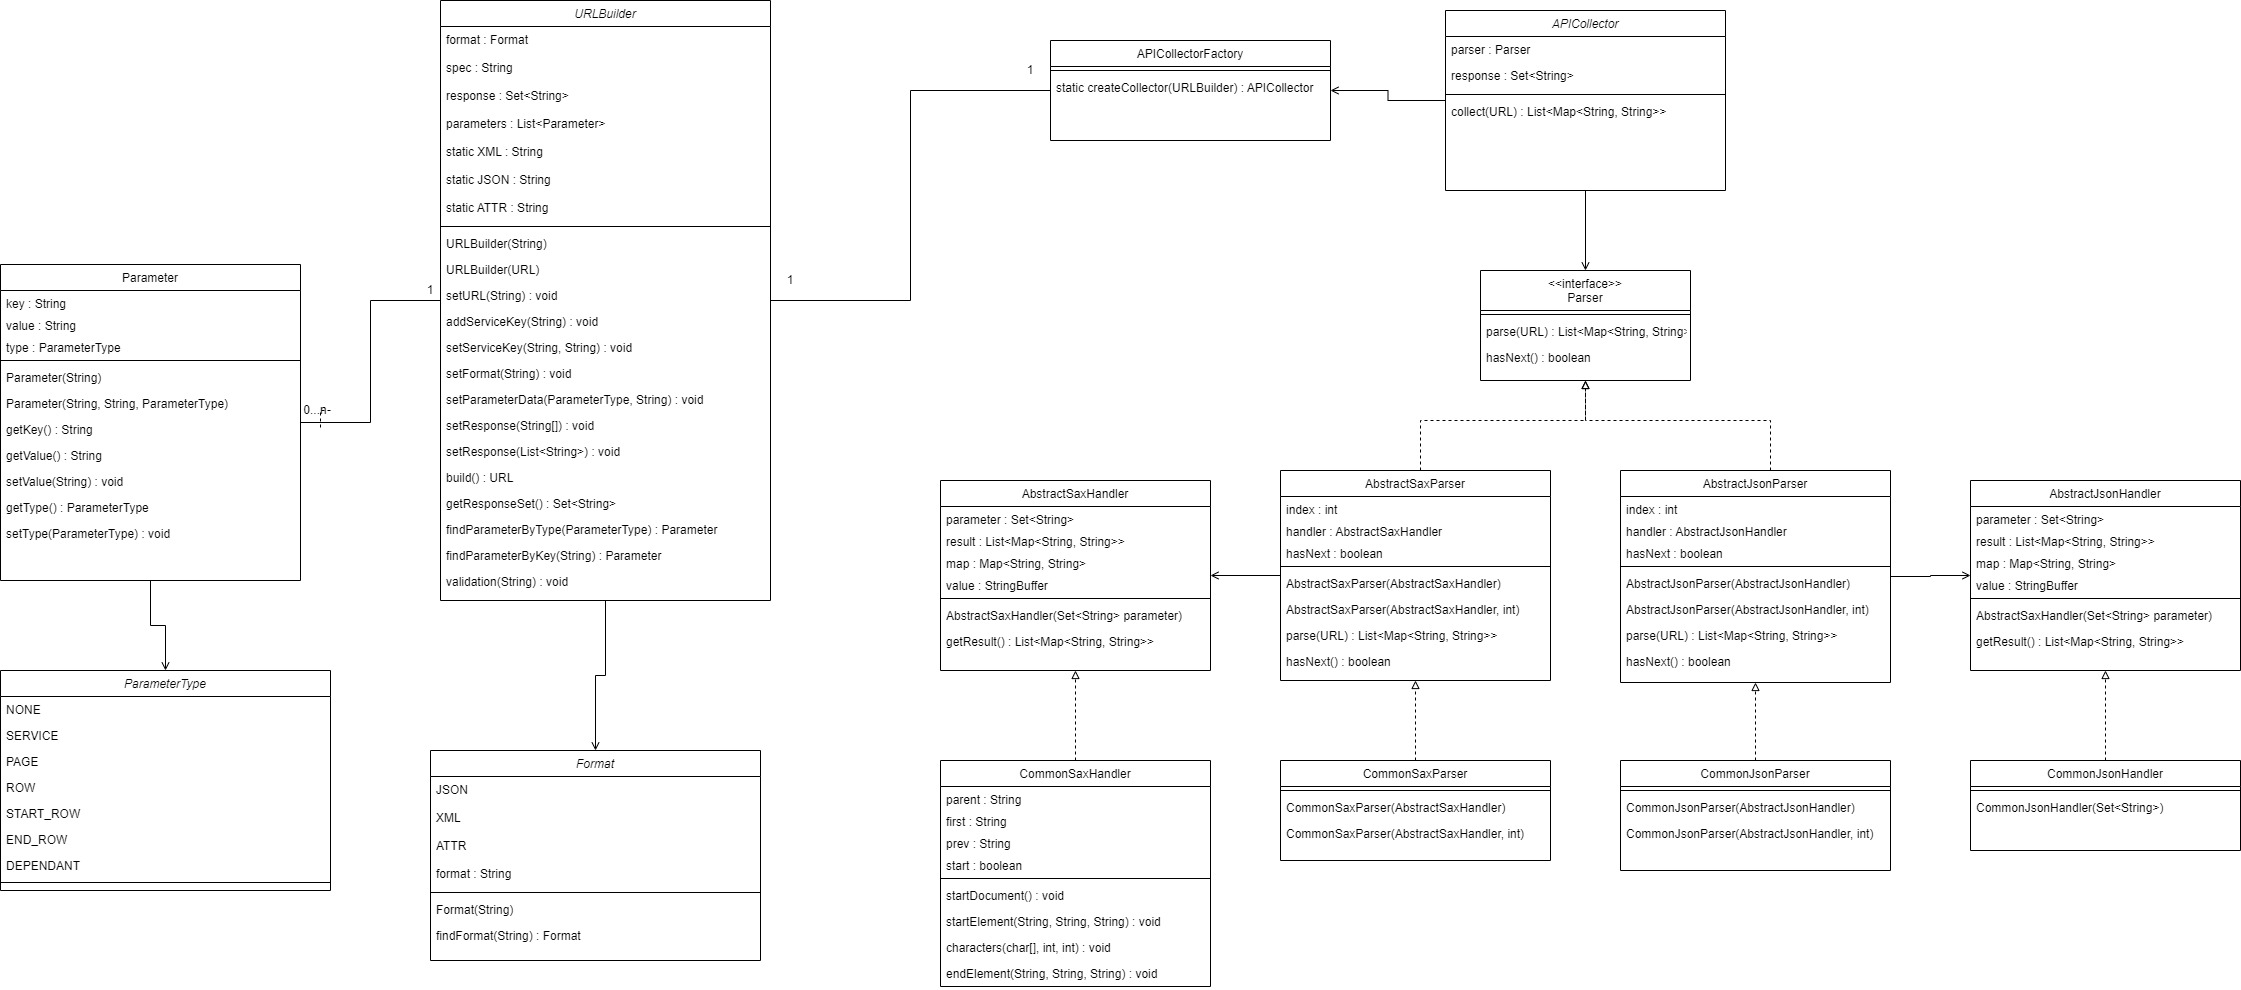 URLBuilder
format : Format
spec : String
response : Set<String>
parameters : List<Parameter>
static XML : String
static JSON : String
static ATTR : String
URLBuilder(String)
URLBuilder(URL)
setURL(String) : void
addServiceKey(String) : void
setServiceKey(String, String) : void
setFormat(String) : void
setParameterData(ParameterType, String) : void
setResponse(String[]) : void
setResponse(List<String>) : void
build() : URL
getResponseSet() : Set<String>
findParameterByType(ParameterType) : Parameter
findParameterByKey(String) : Parameter
validation(String) : void
APICollectorFactory
static createCollector(URLBuilder) : APICollector
1
1
APICollector
parser : Parser
response : Set<String>
collect(URL) : List<Map<String, String>>
Parameter
key : String
value : String
type : ParameterType
Parameter(String)
Parameter(String, String, ParameterType)
getKey() : String
getValue() : String
setValue(String) : void
getType() : ParameterType
setType(ParameterType) : void
1
0...n
<<interface>>
Parser
parse(URL) : List<Map<String, String>
hasNext() : boolean
ParameterType
NONE
SERVICE
PAGE
ROW
START_ROW
END_ROW
DEPENDANT
Format
JSON
XML
ATTR
format : String
Format(String)
findFormat(String) : Format
AbstractSaxHandler
parameter : Set<String>
result : List<Map<String, String>>
map : Map<String, String>
value : StringBuffer
AbstractSaxHandler(Set<String> parameter)
getResult() : List<Map<String, String>>
AbstractSaxParser
index : int
handler : AbstractSaxHandler
hasNext : boolean
AbstractSaxParser(AbstractSaxHandler)
AbstractSaxParser(AbstractSaxHandler, int)
parse(URL) : List<Map<String, String>>
hasNext() : boolean
AbstractJsonParser
index : int
handler : AbstractJsonHandler
hasNext : boolean
AbstractJsonParser(AbstractJsonHandler)
AbstractJsonParser(AbstractJsonHandler, int)
parse(URL) : List<Map<String, String>>
hasNext() : boolean
AbstractJsonHandler
parameter : Set<String>
result : List<Map<String, String>>
map : Map<String, String>
value : StringBuffer
AbstractSaxHandler(Set<String> parameter)
getResult() : List<Map<String, String>>
CommonSaxHandler
parent : String
first : String
prev : String
start : boolean
startDocument() : void
startElement(String, String, String) : void
characters(char[], int, int) : void
endElement(String, String, String) : void
CommonSaxParser
CommonSaxParser(AbstractSaxHandler)
CommonSaxParser(AbstractSaxHandler, int)
CommonJsonParser
CommonJsonParser(AbstractJsonHandler)
CommonJsonParser(AbstractJsonHandler, int)
CommonJsonHandler
CommonJsonHandler(Set<String>)